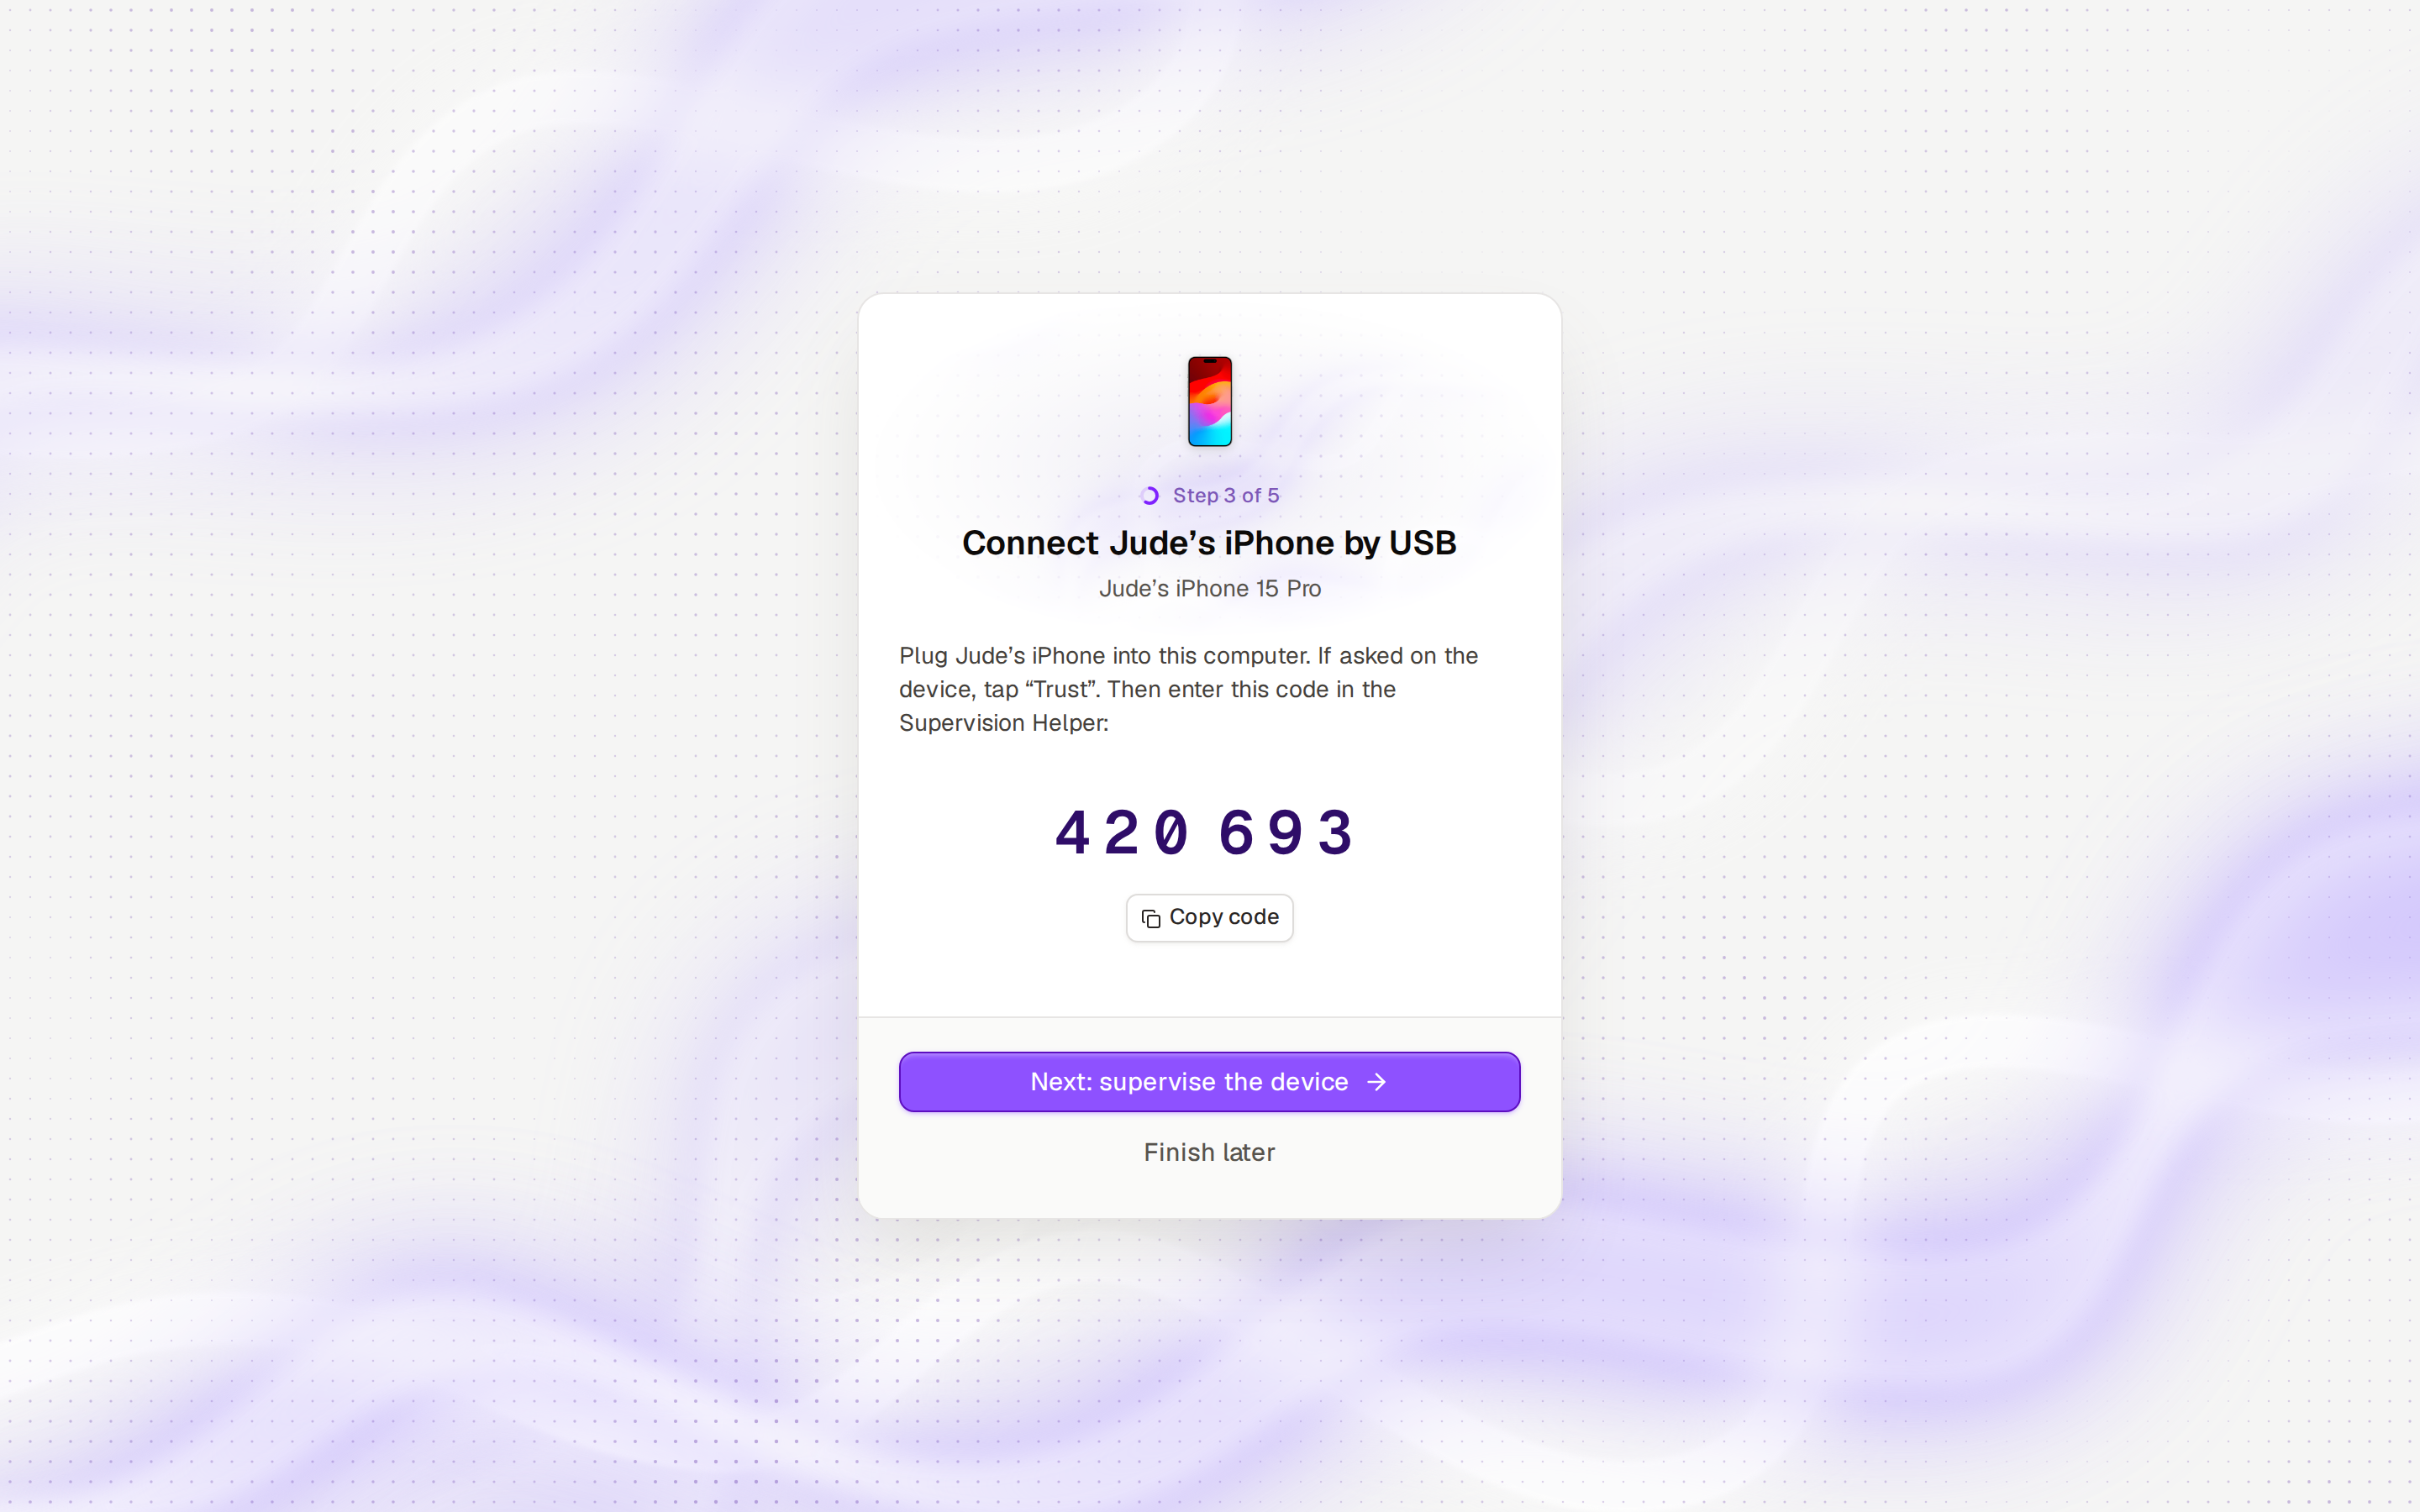 Step 3 of 5
Connect Jude’s iPhone by USB
Jude’s iPhone 15 Pro
Plug Jude’s iPhone into this computer. If asked on the
device, tap “Trust”. Then enter this code in the
Supervision Helper:
420 693
Copy code
Next: supervise the device
Finish later